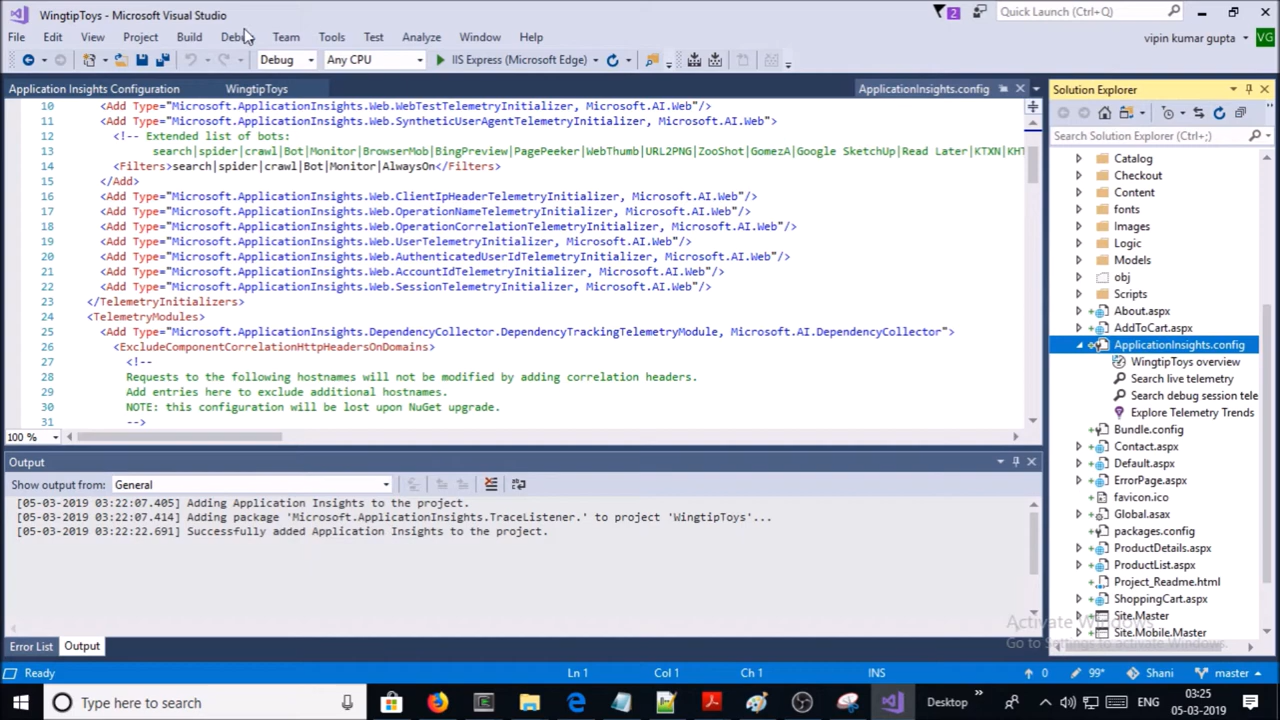 WingtipToys - Microsoft Visual Studio
2
Quick Launch (Ctrl+Q)
File Edit View Project Build Debug Team Tools Test Analyze Window Help
vipin kumar gupta VG
Debug Any CPU IIS Express (Microsoft Edge)
Application Insights Configuration WingtipToys ApplicationInsights.config
10 <Add Type="Microsoft.ApplicationInsights.Web.WebTestTelemetryInitializer, Microsoft.AI.Web"/>
11 <Add Type="Microsoft.ApplicationInsights.Web.SyntheticUserAgentTelemetryInitializer, Microsoft.AI.Web">
12 <!-- Extended list of bots:
13 search|spider|crawl|Bot|Monitor|BrowserMob|BingPreview|PagePeeker|WebThumb|URL2PNG|ZooShot|GomezA|Google SketchUp|Read Later|KTXN|KHT
14 <Filters>search|spider|crawl|Bot|Monitor|AlwaysOn</Filters>
15 </Add>
16 <Add Type="Microsoft.ApplicationInsights.Web.ClientIpHeaderTelemetryInitializer, Microsoft.AI.Web"/>
17 <Add Type="Microsoft.ApplicationInsights.Web.OperationNameTelemetryInitializer, Microsoft.AI.Web"/>
18 <Add Type="Microsoft.ApplicationInsights.Web.OperationCorrelationTelemetryInitializer, Microsoft.AI.Web"/>
19 <Add Type="Microsoft.ApplicationInsights.Web.UserTelemetryInitializer, Microsoft.AI.Web"/>
20 <Add Type="Microsoft.ApplicationInsights.Web.AuthenticatedUserIdTelemetryInitializer, Microsoft.AI.Web"/>
21 <Add Type="Microsoft.ApplicationInsights.Web.AccountIdTelemetryInitializer, Microsoft.AI.Web"/>
22 <Add Type="Microsoft.ApplicationInsights.Web.SessionTelemetryInitializer, Microsoft.AI.Web"/>
23 </TelemetryInitializers>
24 <TelemetryModules>
25 <Add Type="Microsoft.ApplicationInsights.DependencyCollector.DependencyTrackingTelemetryModule, Microsoft.AI.DependencyCollector">
26 <ExcludeComponentCorrelationHttpHeadersOnDomains>
27 <!--
28 Requests to the following hostnames will not be modified by adding correlation headers.
29 Add entries here to exclude additional hostnames.
30 NOTE: this configuration will be lost upon NuGet upgrade.
31 -->
100 %
Output
Show output from: General
[05-03-2019 03:22:07.405] Adding Application Insights to the project.
[05-03-2019 03:22:07.414] Adding package 'Microsoft.ApplicationInsights.TraceListener.' to project 'WingtipToys"...
[05-03-2019 03:22:22.691] Successfully added Application Insights to the project.
Error List Output
Solution Explorer
Search Solution Explorer (Ctrl+;)
Catalog
Checkout
Content
fonts
Images
Logic
Models
obj
Scripts
About.aspx
AddToCart.aspx
ApplicationInsights.config
WingtipToys overview
Search live telemetry
Search debug session tele
Explore Telemetry Trends
Bundle.config
Contact.aspx
Default.aspx
ErrorPage.aspx
favicon.ico
Global.asax
packages.config
ProductDetails.aspx
ProductList.aspx
Project_Readme.html
ShoppingCart.aspx
Site.Master
Site.Mobile.Master
Activate Windows
Go to Settings to activate Windows.
Ready Ln 1 Col 1 Ch 1 INS 0 99* Shani master
Type here to search
Desktop
ENG
03:25
05-03-2019